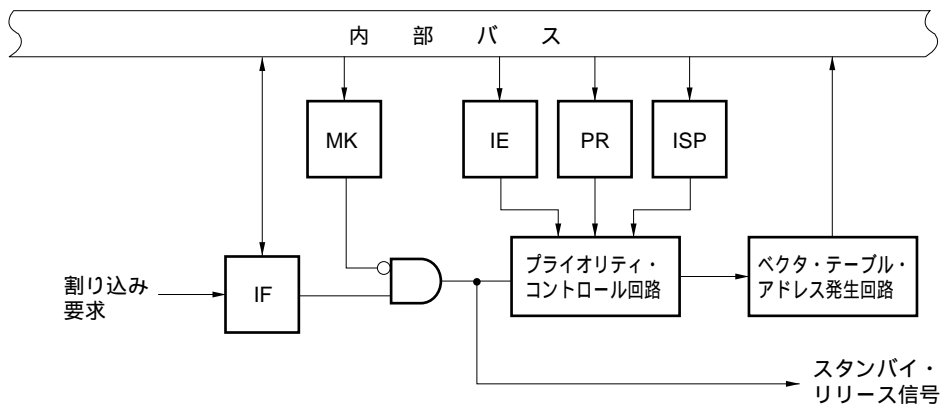 内部バス
MK
IE
PR
ISP
割り込み
要求
IF
プライオリティ・
コントロール回路
ベクタ・テーブル・
アドレス発生回路
スタンバイ・
リリース信号